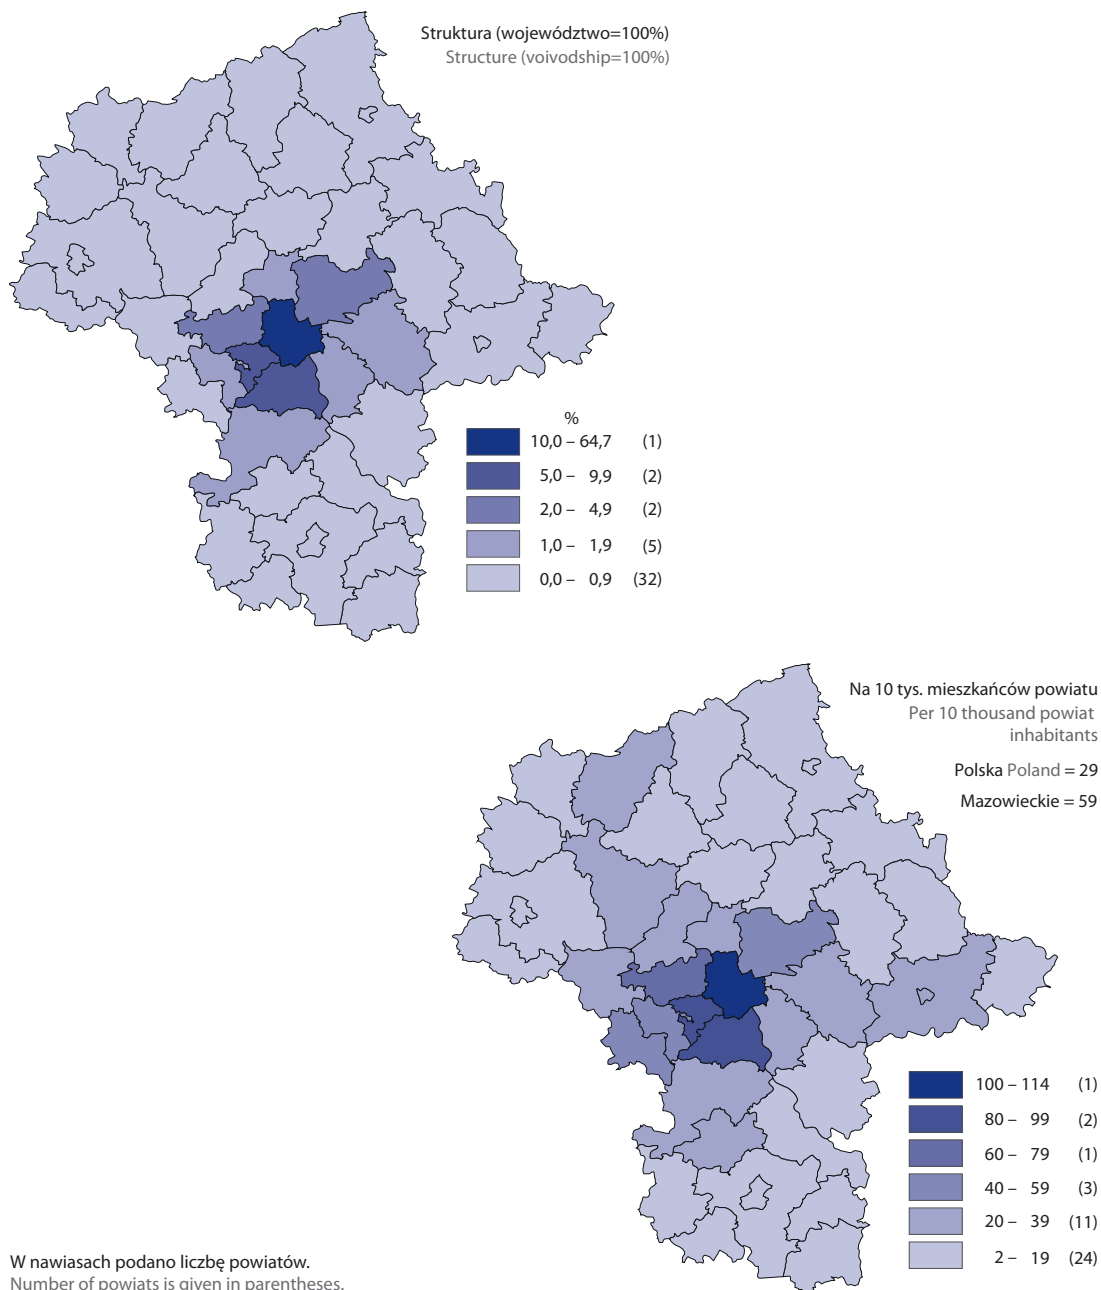 Struktura (województwo=100%)
Structure (voivodship=100%)
%
10,0 – 64,7 (1)
5,0 – 9,9 (2)
2,0 – 4,9 (2)
1,0 – 1,9 (5)
0,0 – 0,9 (32)
Na 10 tys. mieszkańców powiatu
Per 10 thousand powiat
inhabitants
Polska Poland = 29
Mazowieckie = 59
100 – 114 (1)
80 – 99 (2)
60 – 79 (1)
40 – 59 (3)
20 – 39 (11)
2 – 19 (24)
W nawiasach podano liczbę powiatów.
Number of powiats is given in parentheses.